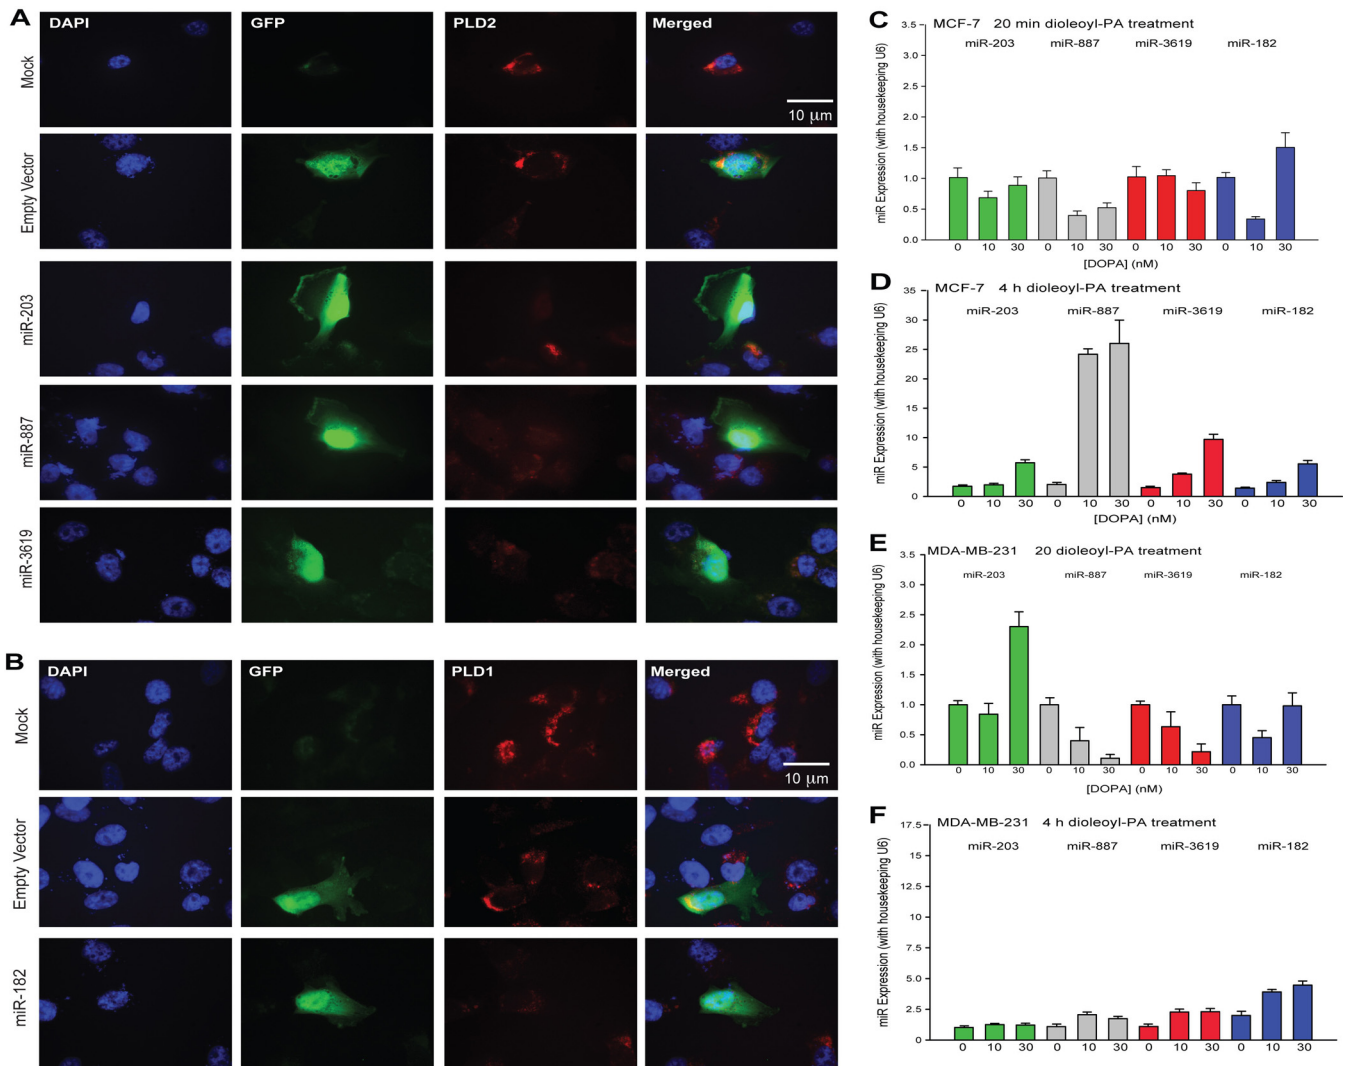 A
DAPI GFP PLD2 Merged
Mock
10 μm
Empty Vector
miR-203
miR-887
miR-3619
B
DAPI GFP PLD1 Merged
Mock
10 μm
Empty Vector
miR-182
C
MCF-7 20 min dioleoyl-PA treatment
miR-203 miR-887 miR-3619 miR-182
miR Expression (with housekeeping U6)
3.5
3.0
2.5
2.0
1.5
1.0
0.5
0.0
0 10 30 0 10 30 0 10 30 0 10 30
[DOPA] (nM)
D
MCF-7 4 h dioleoyl-PA treatment
miR-203 miR-887 miR-3619 miR-182
miR Expression (with housekeeping U6)
35
30
25
20
15
10
5
0
0 10 30 0 10 30 0 10 30 0 10 30
[DOPA] (nM)
E
MDA-MB-231 20 dioleoyl-PA treatment
miR-203 miR-887 miR-3619 miR-182
miR Expression (with housekeeping U6)
3.5
3.0
2.5
2.0
1.5
1.0
0.5
0.0
0 10 30 0 10 30 0 10 30 0 10 30
[DOPA] (nM)
F
MDA-MB-231 4 h dioleoyl-PA treatment
miR-203 miR-887 miR-3619 miR-182
miR Expression (with housekeeping U6)
17.5
15
12.5
10
7.5
5
2.5
0
0 10 30 0 10 30 0 10 30 0 10 30